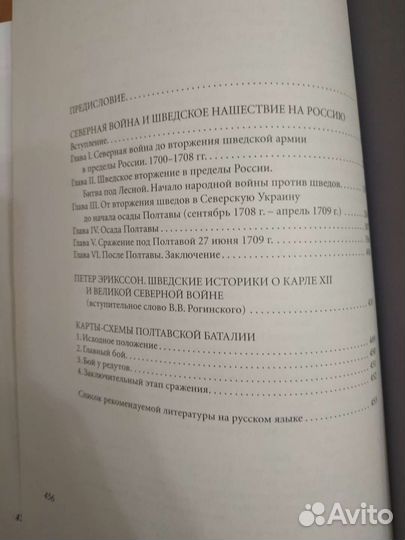 ПРЕДИСЛОВИЕ
СЕВЕРНАЯ ВОЙНА И ШВЕДСКОЕ НАШЕСТВИЕ НА РОССИЮ
Вступление
Глава I. Северная война до вторжения шведской армии
в пределы России. 1700–1708 гг.
Глава II. Шведское вторжение в пределы России.
Битва под Лесной. Начало народной войны против шведов
Глава III. От вторжения шведов в Северскую Украину
до начала осады Полтавы (сентябрь 1708 г. – апрель 1709 г.)
Глава IV. Осада Полтавы
Глава V. Сражение под Полтавой 27 июня 1709 г.
Глава VI. После Полтавы. Заключение
ПЕТЕР ЭРИКССОН. ШВЕДСКИЕ ИСТОРИКИ О КАРЛЕ XII
И ВЕЛИКОЙ СЕВЕРНОЙ ВОЙНЕ
(вступительное слово В.В. Рогинского)
КАРТЫ-СХЕМЫ ПОЛТАВСКОЙ БАТАЛИИ
1. Исходное положение
2. Главный бой 450
3. Бой у редутов 451
4. Заключительный этап сражения 452
Список рекомендуемой литературы на русском языке 453
456
Avito